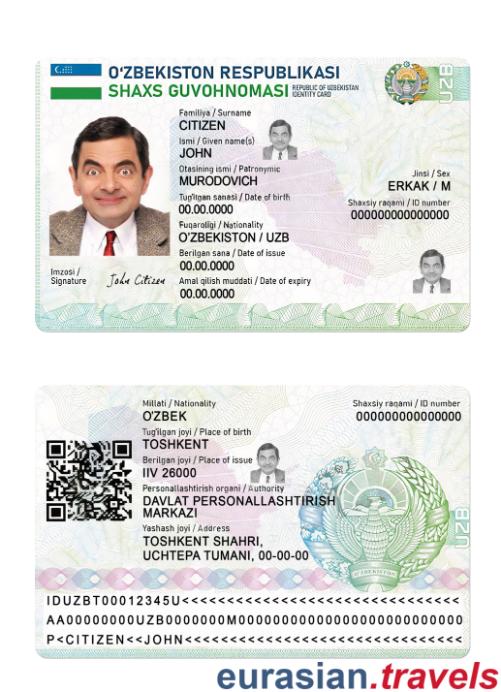 O‘ZBEKISTON RESPUBLIKASI
SHAXS GUVOHNOMASI REPUBLIC OF UZBEKISTAN IDENTITY CARD
UZB
Familiya / Surname
CITIZEN
Ismi / Given name(s)
JOHN
Otasining ismi / Patronymic
MURODOVICH
Tug‘ilgan sanasi / Date of birth
00.00.0000
Fuqaroligi / Nationality
O‘ZBEKISTON / UZB
Berilgan sana / Date of issue
00.00.0000
Amal qilish muddati / Date of expiry
00.00.0000
Jinsi / Sex
ERKAK / M
Shaxsiy raqami / ID number
000000000000000
Imzosi /
Signature
John Citizen
Millati / Nationality
O‘ZBEK
Tug‘ilgan joyi / Place of birth
TOSHKENT
Berilgan joyi / Place of issue
IIV 26000
Personallashtirish organi / Authority
DAVLAT PERSONALLASHTIRISH
MARKAZI
Yashash joyi / Address
TOSHKENT SHAHRI,
UCHTEPA TUMANI, 00-00-00
Shaxsiy raqami / ID number
000000000000000
UZB
IDUZBT00012345U<<<<<<<<<<<<<<<<<<<<<<<<<<<<<<
AA00000000UZB0000000M000000000000000000000000
P<CITIZEN<<JOHN<<<<<<<<<<<<<<<<<<<<<<<<<<<<<<
eurasian.travels